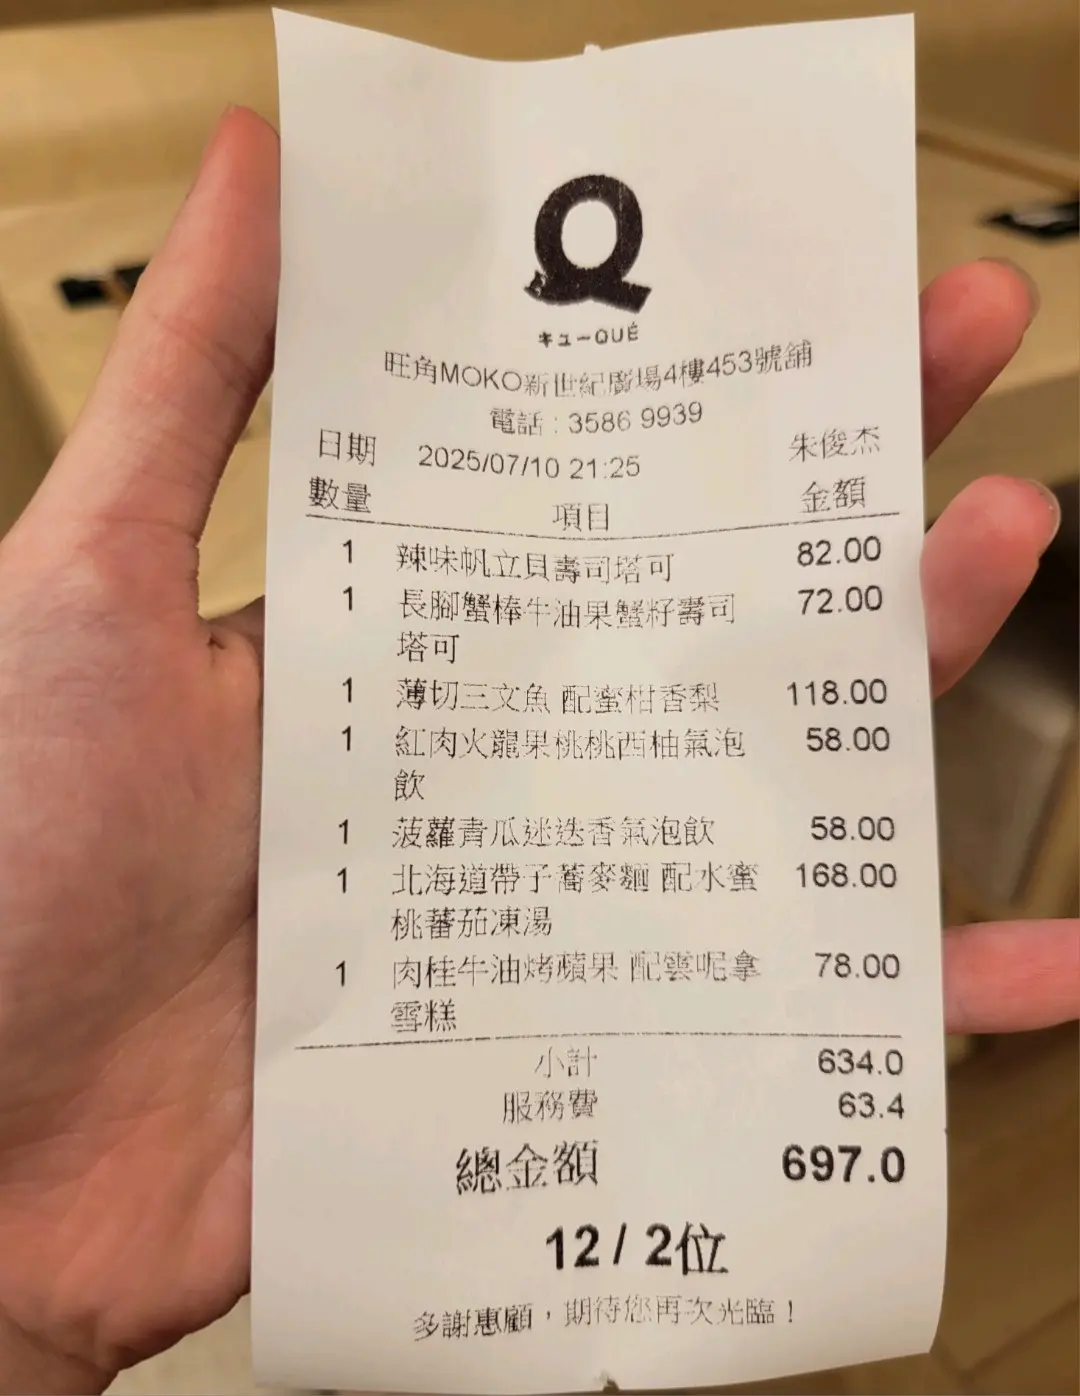 Q
キューQUÉ
旺角MOKO新世紀廣場4樓453號舖
電話 : 3586 9939
日期 2025/07/10 21:25 朱俊杰
數量 項目 金額
1 辣味帆立貝壽司塔可 82.00
1 長腳蟹棒牛油果蟹籽壽司 72.00
塔可
1 薄切三文魚 配蜜柑香梨 118.00
1 紅肉火龍果桃桃西柚氣泡 58.00
飲
1 菠蘿青瓜迷迭香氣泡飲 58.00
1 北海道帶子蕎麥麵 配水蜜 168.00
桃蕃茄凍湯
1 肉桂牛油烤蘋果 配雲呢拿 78.00
雪糕
小計 634.0
服務費 63.4
總金額 697.0
12 / 2位
多謝惠顧，期待您再次光臨！